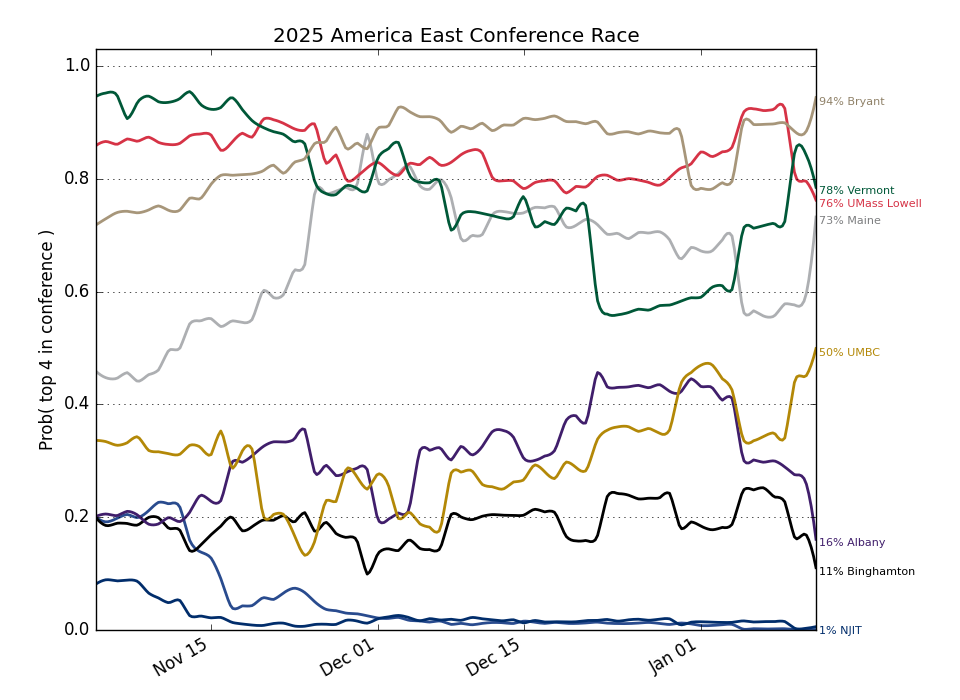 2025 America East Conference Race
Prob( top 4 in conference )
1.0
0.8
0.6
0.4
0.2
0.0
Nov 15
Dec 01
Dec 15
Jan 01
94% Bryant
78% Vermont
76% UMass Lowell
73% Maine
50% UMBC
16% Albany
11% Binghamton
1% NJIT